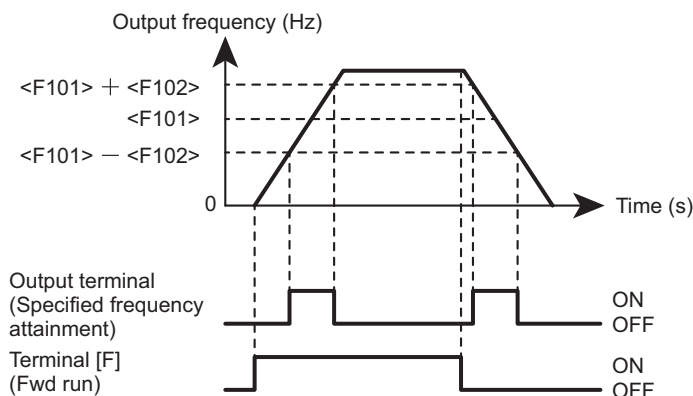 Output frequency (Hz)
<F101> + <F102>
<F101>
<F101> － <F102>
0
Time (s)
Output terminal
(Specified frequency
attainment)
ON
OFF
Terminal [F]
(Fwd run)
ON
OFF